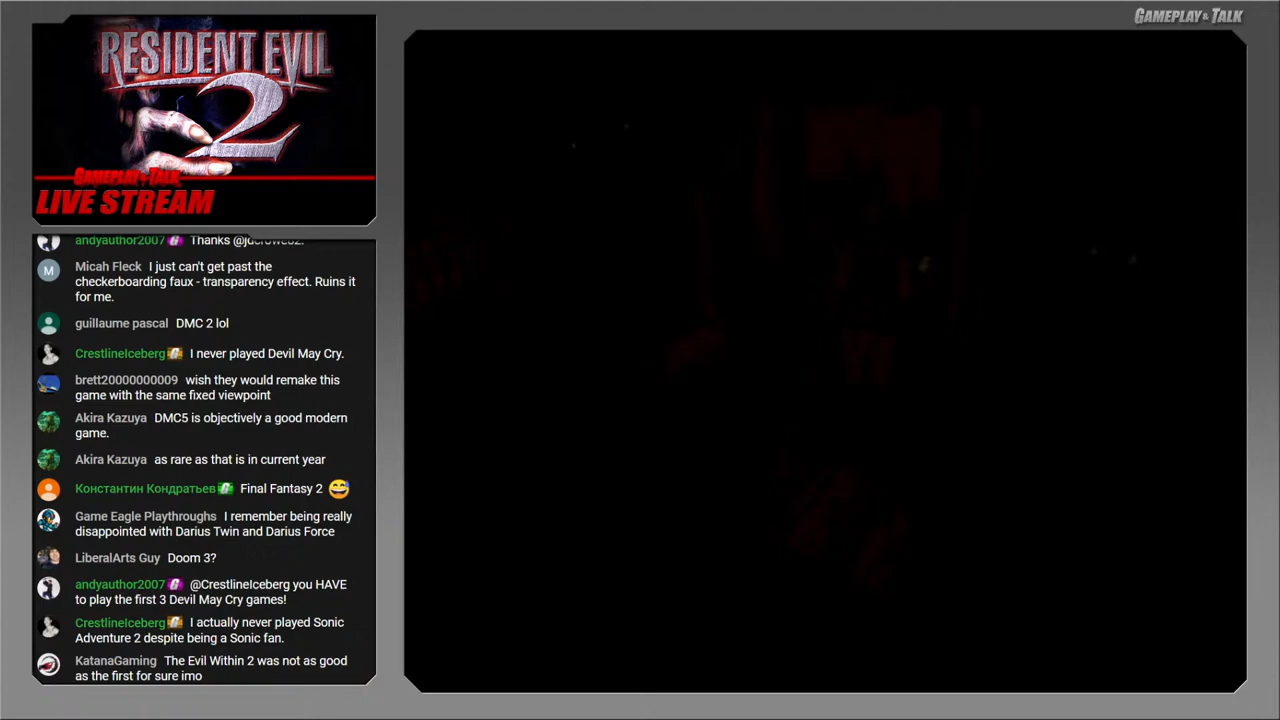 GAMEPLAY & TALK
RESIDENT EVIL
2
GAMEPLAY & TALK
LIVE STREAM
andyauthor2007 Thanks
Micah Fleck I just can't get past the
checkerboarding faux - transparency effect. Ruins it
for me.
guillaume pascal DMC 2 lol
CrestlineIceberg I never played Devil May Cry.
brett20000000009 wish they would remake this
game with the same fixed viewpoint
Akira Kazuya DMC5 is objectively a good modern
game.
Akira Kazuya as rare as that is in current year
Константин Кондратьев Final Fantasy 2 😅
Game Eagle Playthroughs I remember being really
disappointed with Darius Twin and Darius Force
LiberalArts Guy Doom 3?
andyauthor2007 @CrestlineIceberg you HAVE
to play the first 3 Devil May Cry games!
CrestlineIceberg I actually never played Sonic
Adventure 2 despite being a Sonic fan.
KatanaGaming The Evil Within 2 was not as good
as the first for sure imo